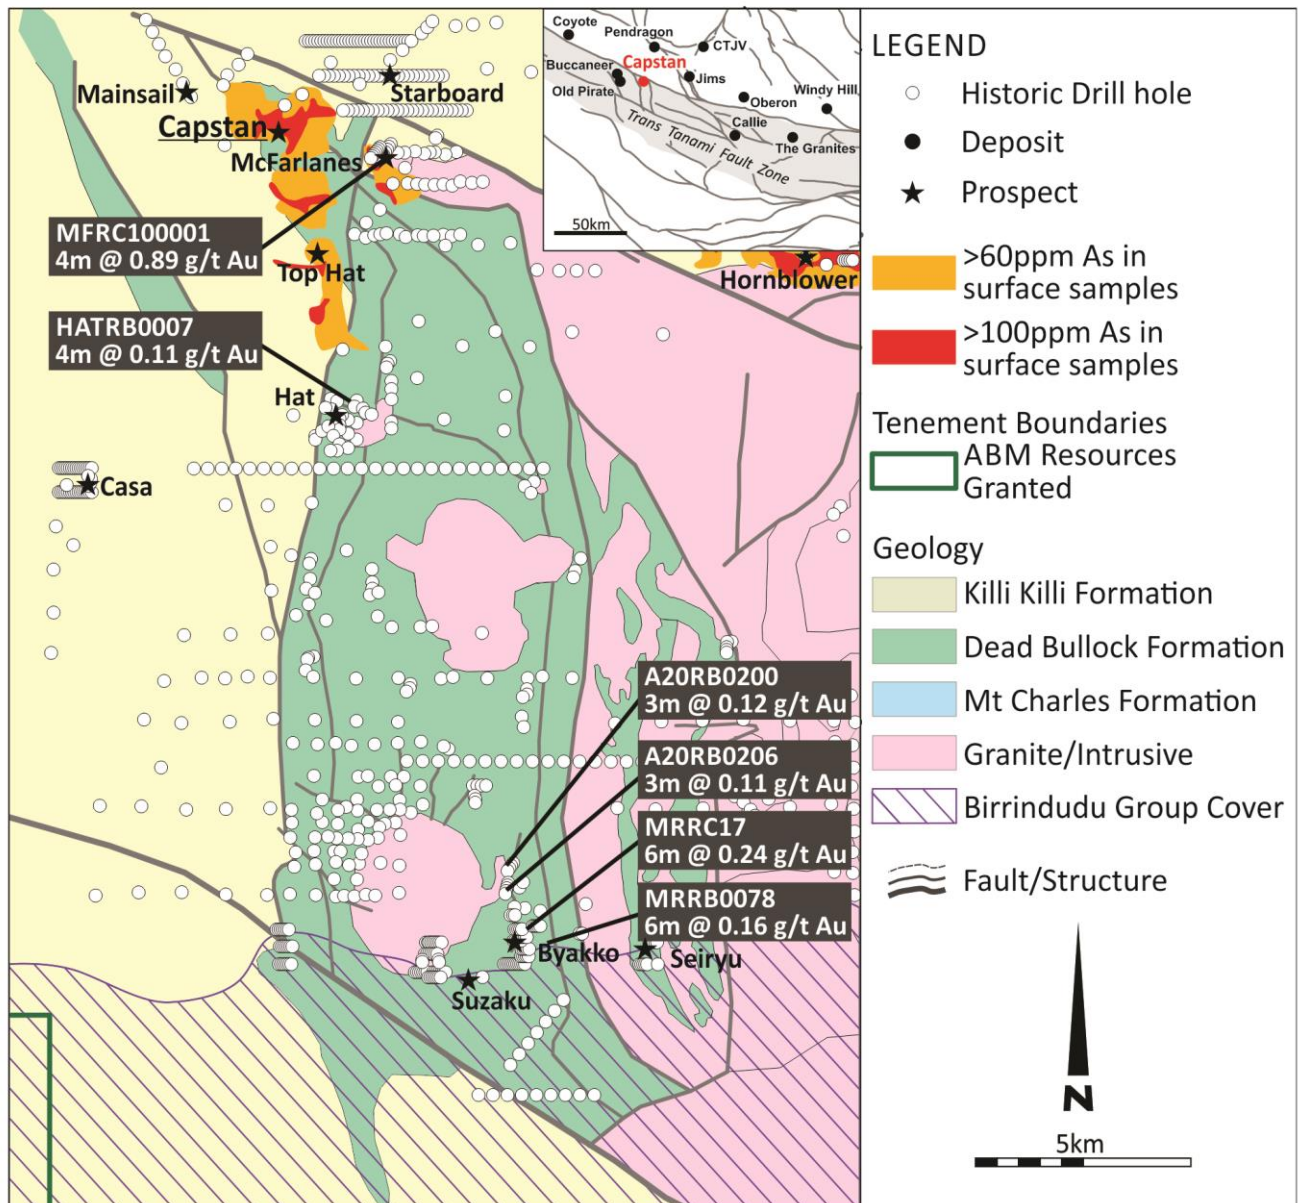 Mainsail
Capstan
Starboard
McFarlanes
MFRC100001
4m @ 0.89 g/t Au
Top Hat
HATRB0007
4m @ 0.11 g/t Au
Hat
Casa
Hornblower
A20RB0200
3m @ 0.12 g/t Au
A20RB0206
3m @ 0.11 g/t Au
MRRC17
6m @ 0.24 g/t Au
MRRB0078
6m @ 0.16 g/t Au
Byakko
Seiryu
Suzaku
Coyote
Pendragon
CTJV
Buccaneer
Capstan
Jims
Old Pirate
Oberon
Windy Hill
Callie
The Granites
Trans Tanami Fault Zone
50km
LEGEND
Historic Drill hole
Deposit
Prospect
>60ppm As in
surface samples
>100ppm As in
surface samples
Tenement Boundaries
ABM Resources
Granted
Geology
Killi Killi Formation
Dead Bullock Formation
Mt Charles Formation
Granite/Intrusive
Birrindudu Group Cover
Fault/Structure
N
5km